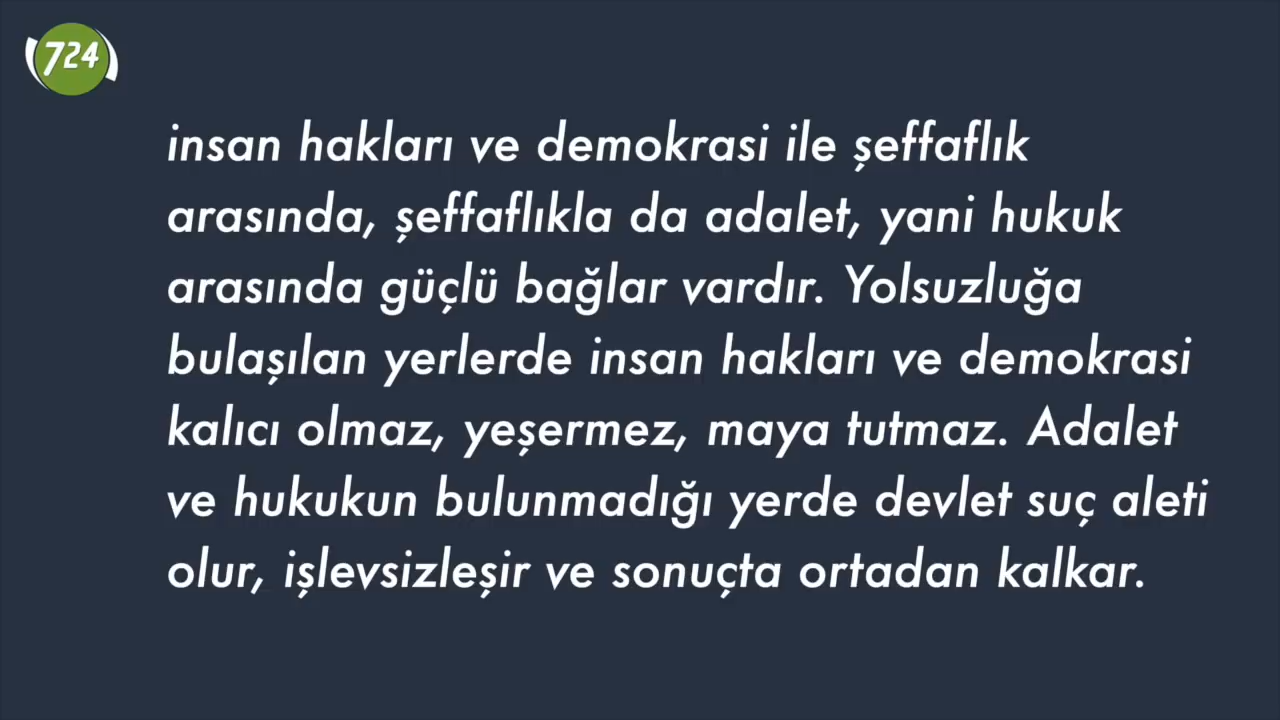 724
insan hakları ve demokrasi ile şeffaflık
arasında, şeffaflıkla da adalet, yani hukuk
arasında güçlü bağlar vardır. Yolsuzluğa
bulaşılan yerlerde insan hakları ve demokrasi
kalıcı olmaz, yeşermez, maya tutmaz. Adalet
ve hukukun bulunmadığı yerde devlet suç aleti
olur, işlevsizleşir ve sonuçta ortadan kalkar.